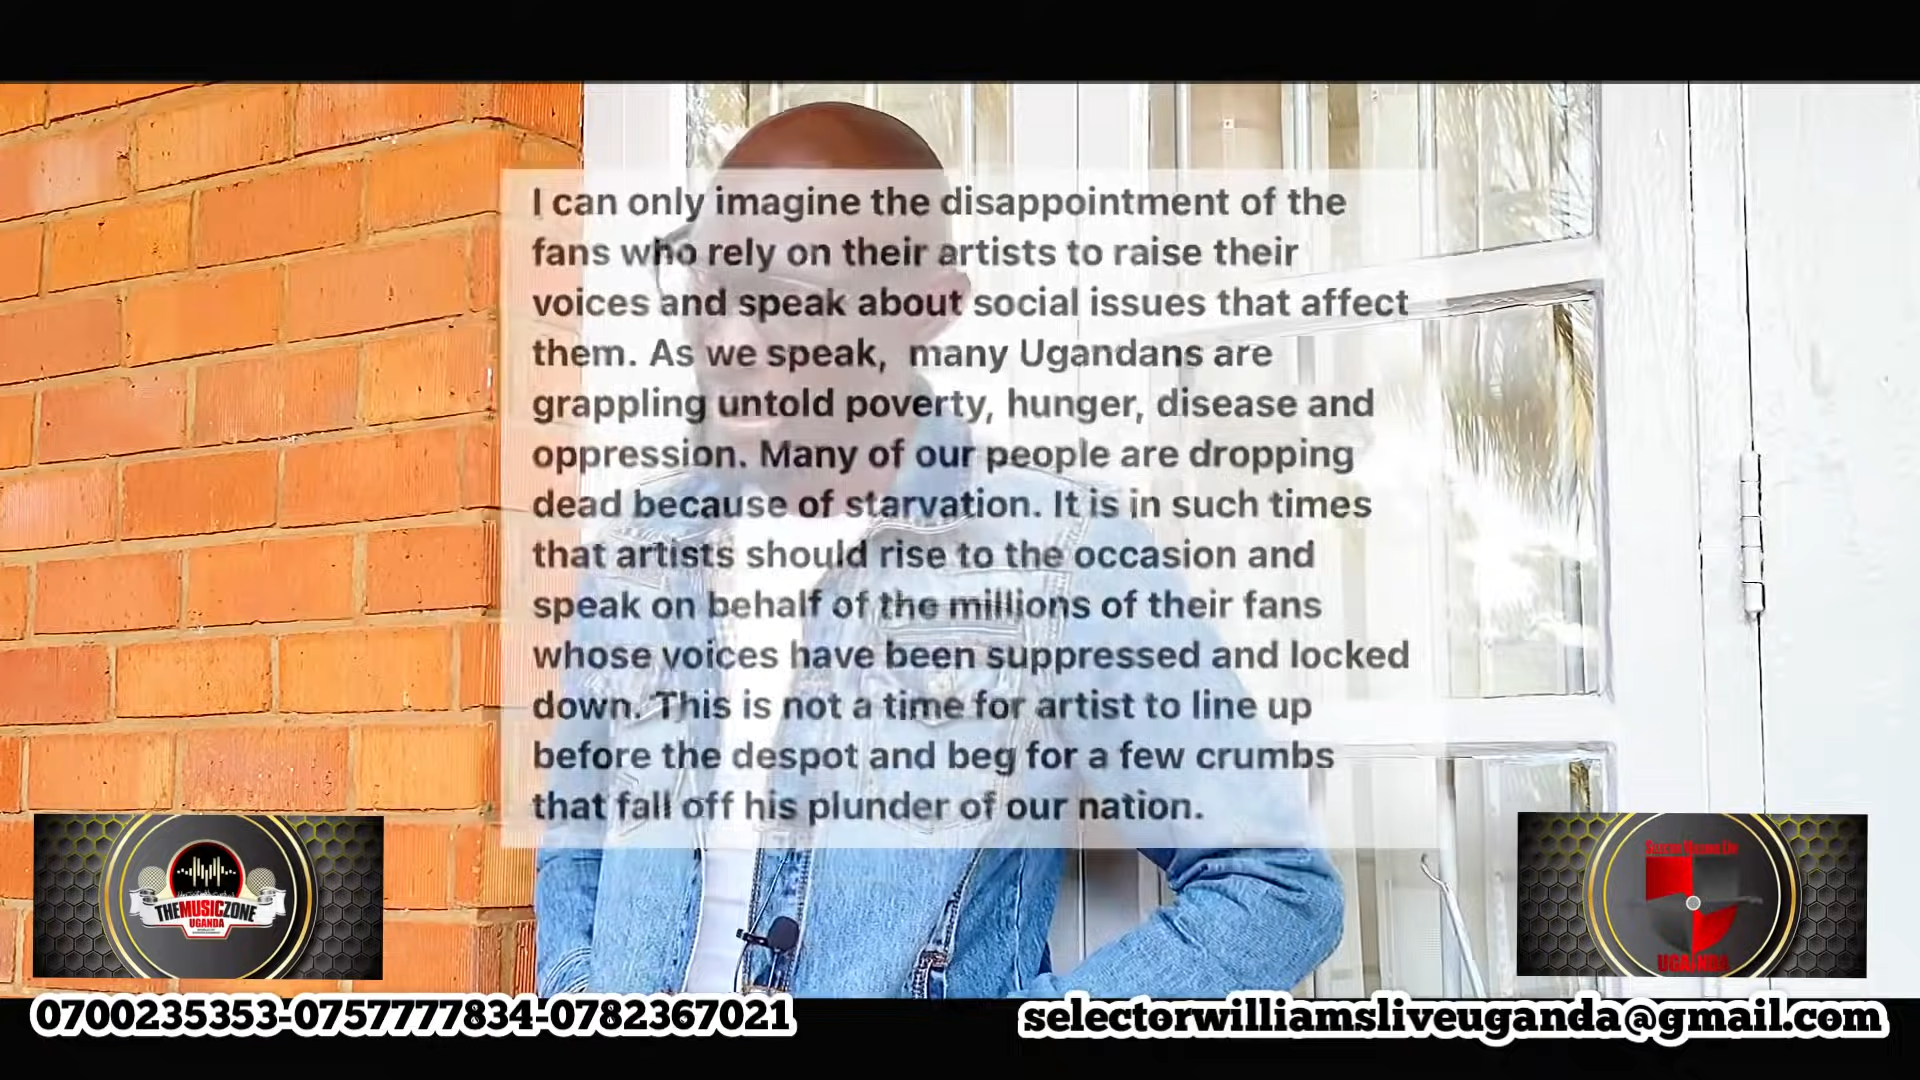 I can only imagine the disappointment of the
fans who rely on their artists to raise their
voices and speak about social issues that affect
them. As we speak,  many Ugandans are
grappling untold poverty, hunger, disease and
oppression. Many of our people are dropping
dead because of starvation. It is in such times
that artists should rise to the occasion and
speak on behalf of the millions of their fans
whose voices have been suppressed and locked
down. This is not a time for artist to line up
before the despot and beg for a few crumbs
that fall off his plunder of our nation.
THEMUSICZONE
UGANDA
UGANDA
0700235353-0757777834-0782367021
selectorwilliamsliveuganda@gmail.com